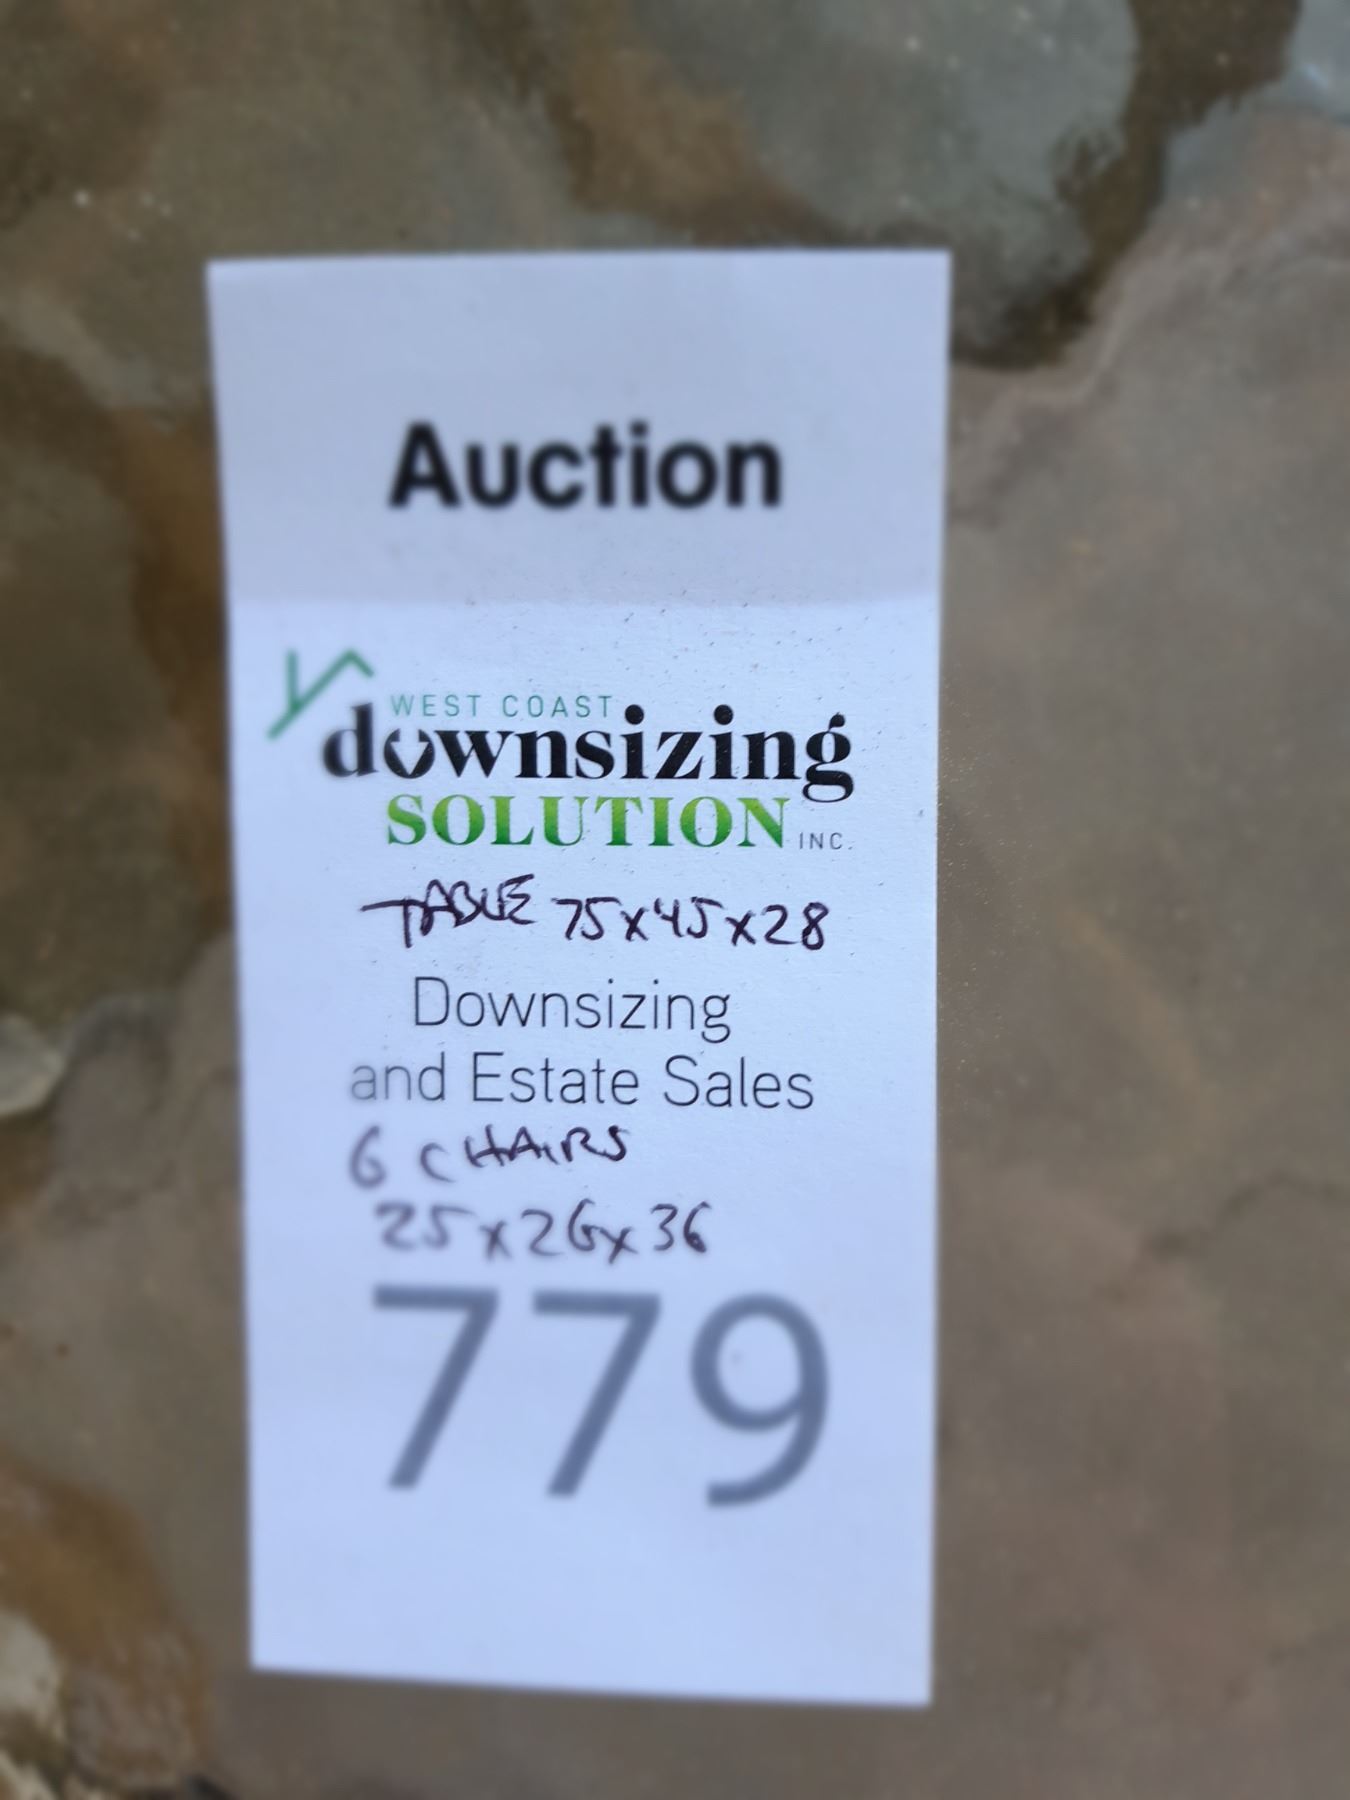 Auction
WEST COAST
downsizing
SOLUTION INC.
TABLE 75x45x28
Downsizing
and Estate Sales
6 CHAIRS
25x26x36
779